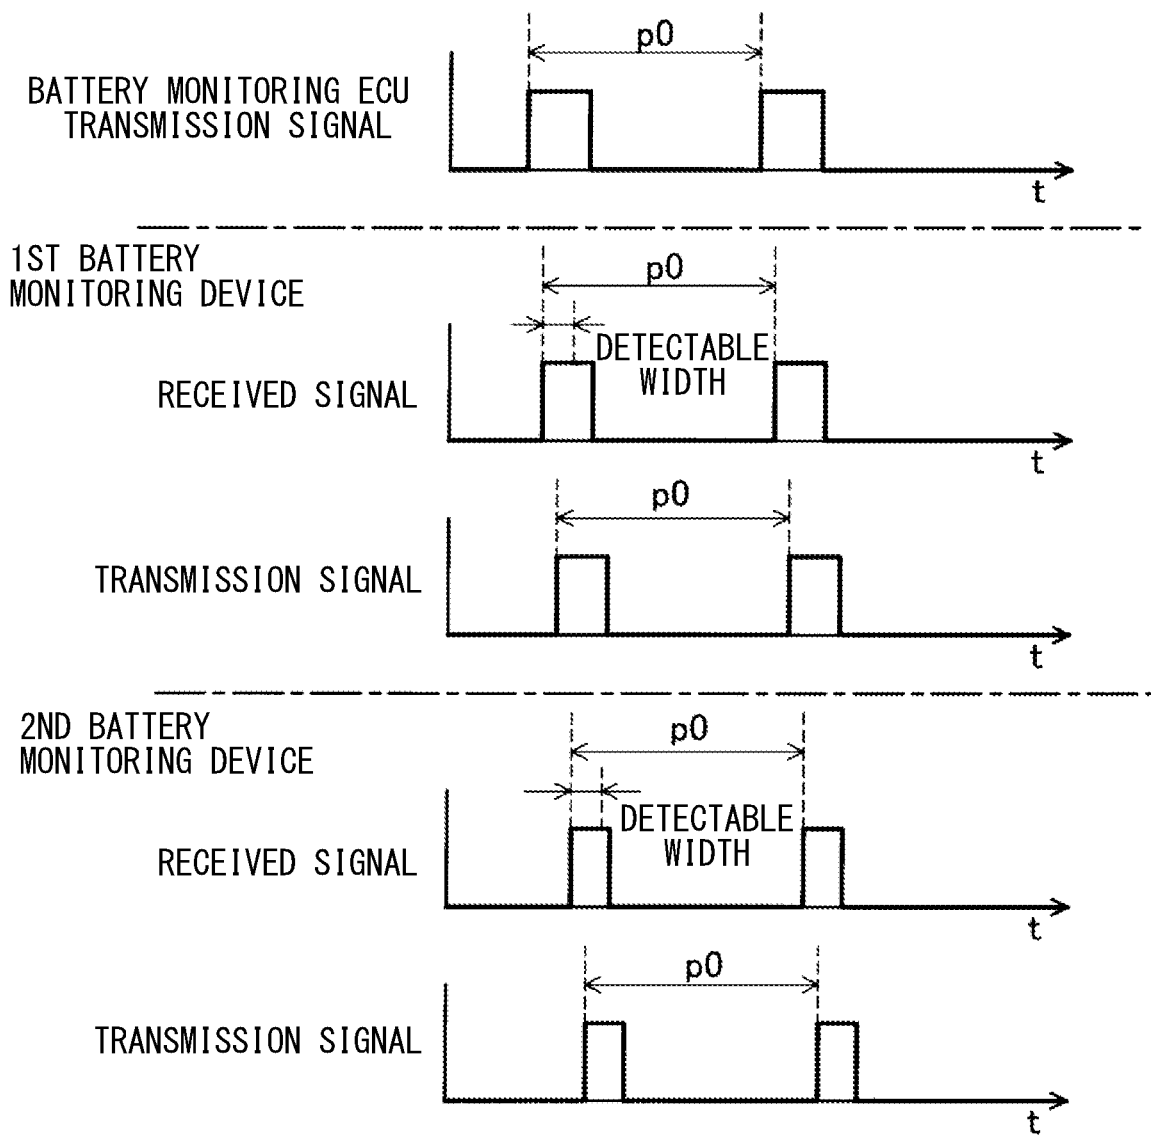 p0
BATTERY MONITORING ECU
TRANSMISSION SIGNAL
t
1ST BATTERY
MONITORING DEVICE
p0
DETECTABLE
WIDTH
RECEIVED SIGNAL
t
p0
TRANSMISSION SIGNAL
t
2ND BATTERY
MONITORING DEVICE
p0
DETECTABLE
WIDTH
RECEIVED SIGNAL
t
p0
TRANSMISSION SIGNAL
t